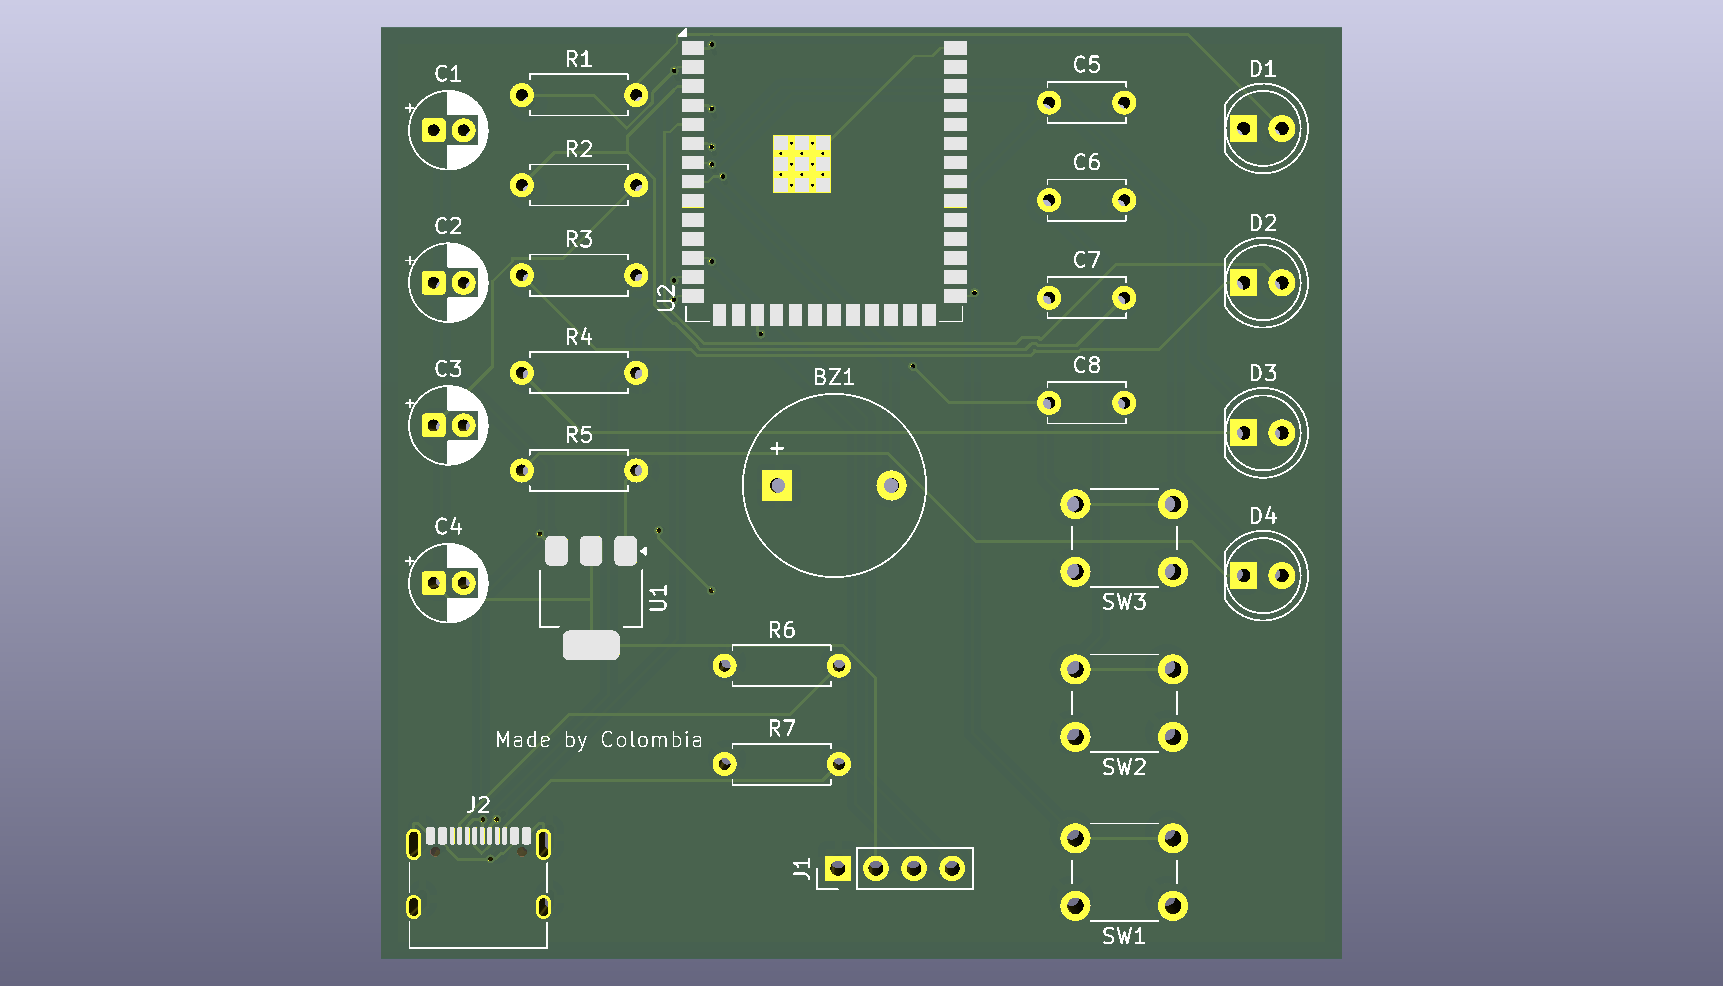 R1
C5
D1
C1
+
R2
C6
C2
D2
R3
C7
+
U2
R4
C8
C3
BZ1
D3
+
R5
+
C4
D4
+
U1
SW3
R6
R7
Made by Colombia
SW2
J2
J1
SW1